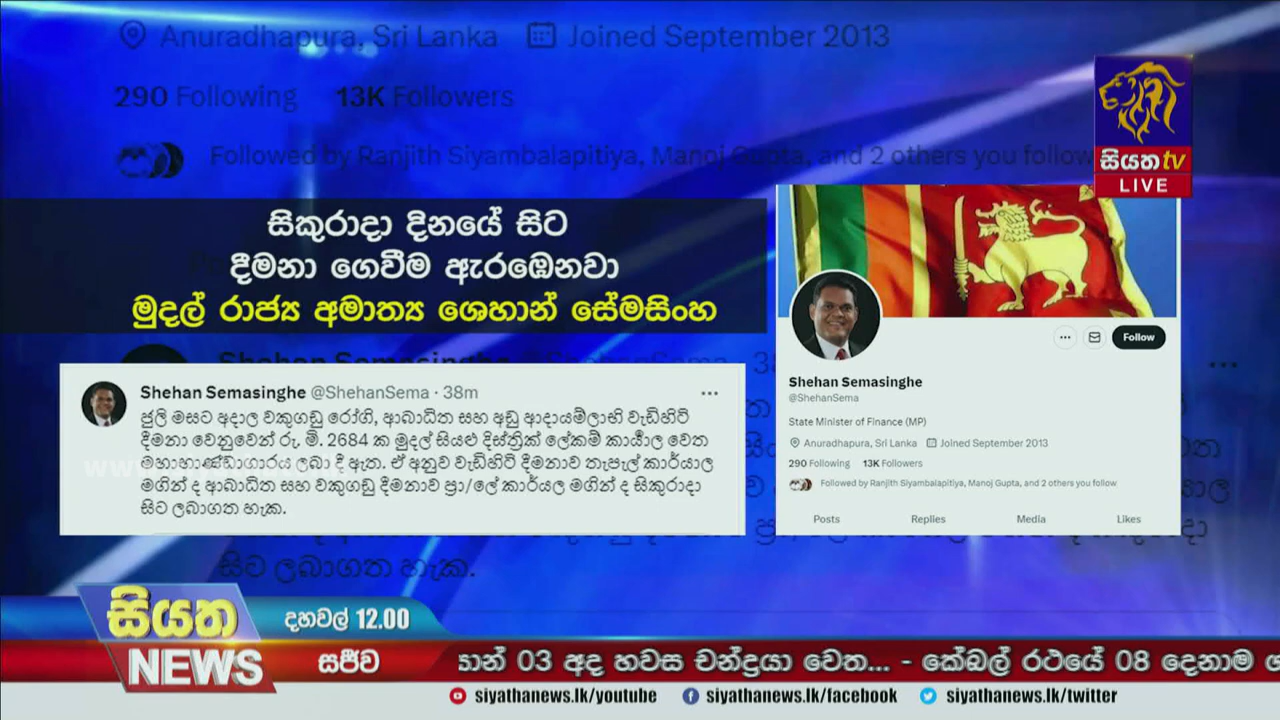 Anuradhapura, Sri Lanka Joined September 2013
290 Following 13K Followers
Followed by Ranjith Siyambalapitiya, Manoj Gupta, and 2 others you follow
සියත tv
LIVE
සිකුරාදා දිනයේ සිට
දීමනා ගෙවීම ඇරඹෙනවා
මුදල් රාජ්‍ය අමාත්‍ය ශෙහාන් සේමසිංහ
Shehan Semasinghe @ShehanSema · 38m
ජුලි මසට අදාල වකුගඩු රෝගි, ආබාධිත සහ අඩු ආදායම්ලාභි වැඩිහිටි
දීමනා වෙනුවෙන් රු. මි. 2684 ක මුදල් සියළු දිස්ත්‍රික් ලේකම් කාර්‍යාල වෙත
මහාභාණ්ඩාගාරය ලබා දී ඇත. ඒ අනුව වැඩිහිටි දීමනාව තැපැල් කාර්යාල
මගින් ද ආබාධිත සහ වකුගඩු දීමනාව ප්‍රා/ලේ කාර්යල මගින් ද සිකුරාදා
සිට ලබාගත හැක.
Follow
Shehan Semasinghe
@ShehanSema
State Minister of Finance (MP)
Anuradhapura, Sri Lanka Joined September 2013
290 Following 13K Followers
Followed by Ranjith Siyambalapitiya, Manoj Gupta, and 2 others you follow
Posts Replies Media Likes
සිට ලබාගත හැක.
සියත
NEWS
දහවල් 12.00
සජීව
යාන් 03 අද හවස චන්ද්‍රයා වෙත... - කේබල් රථයේ 08 දෙනාම
siyathanews.lk/youtube siyathanews.lk/facebook siyathanews.lk/twitter